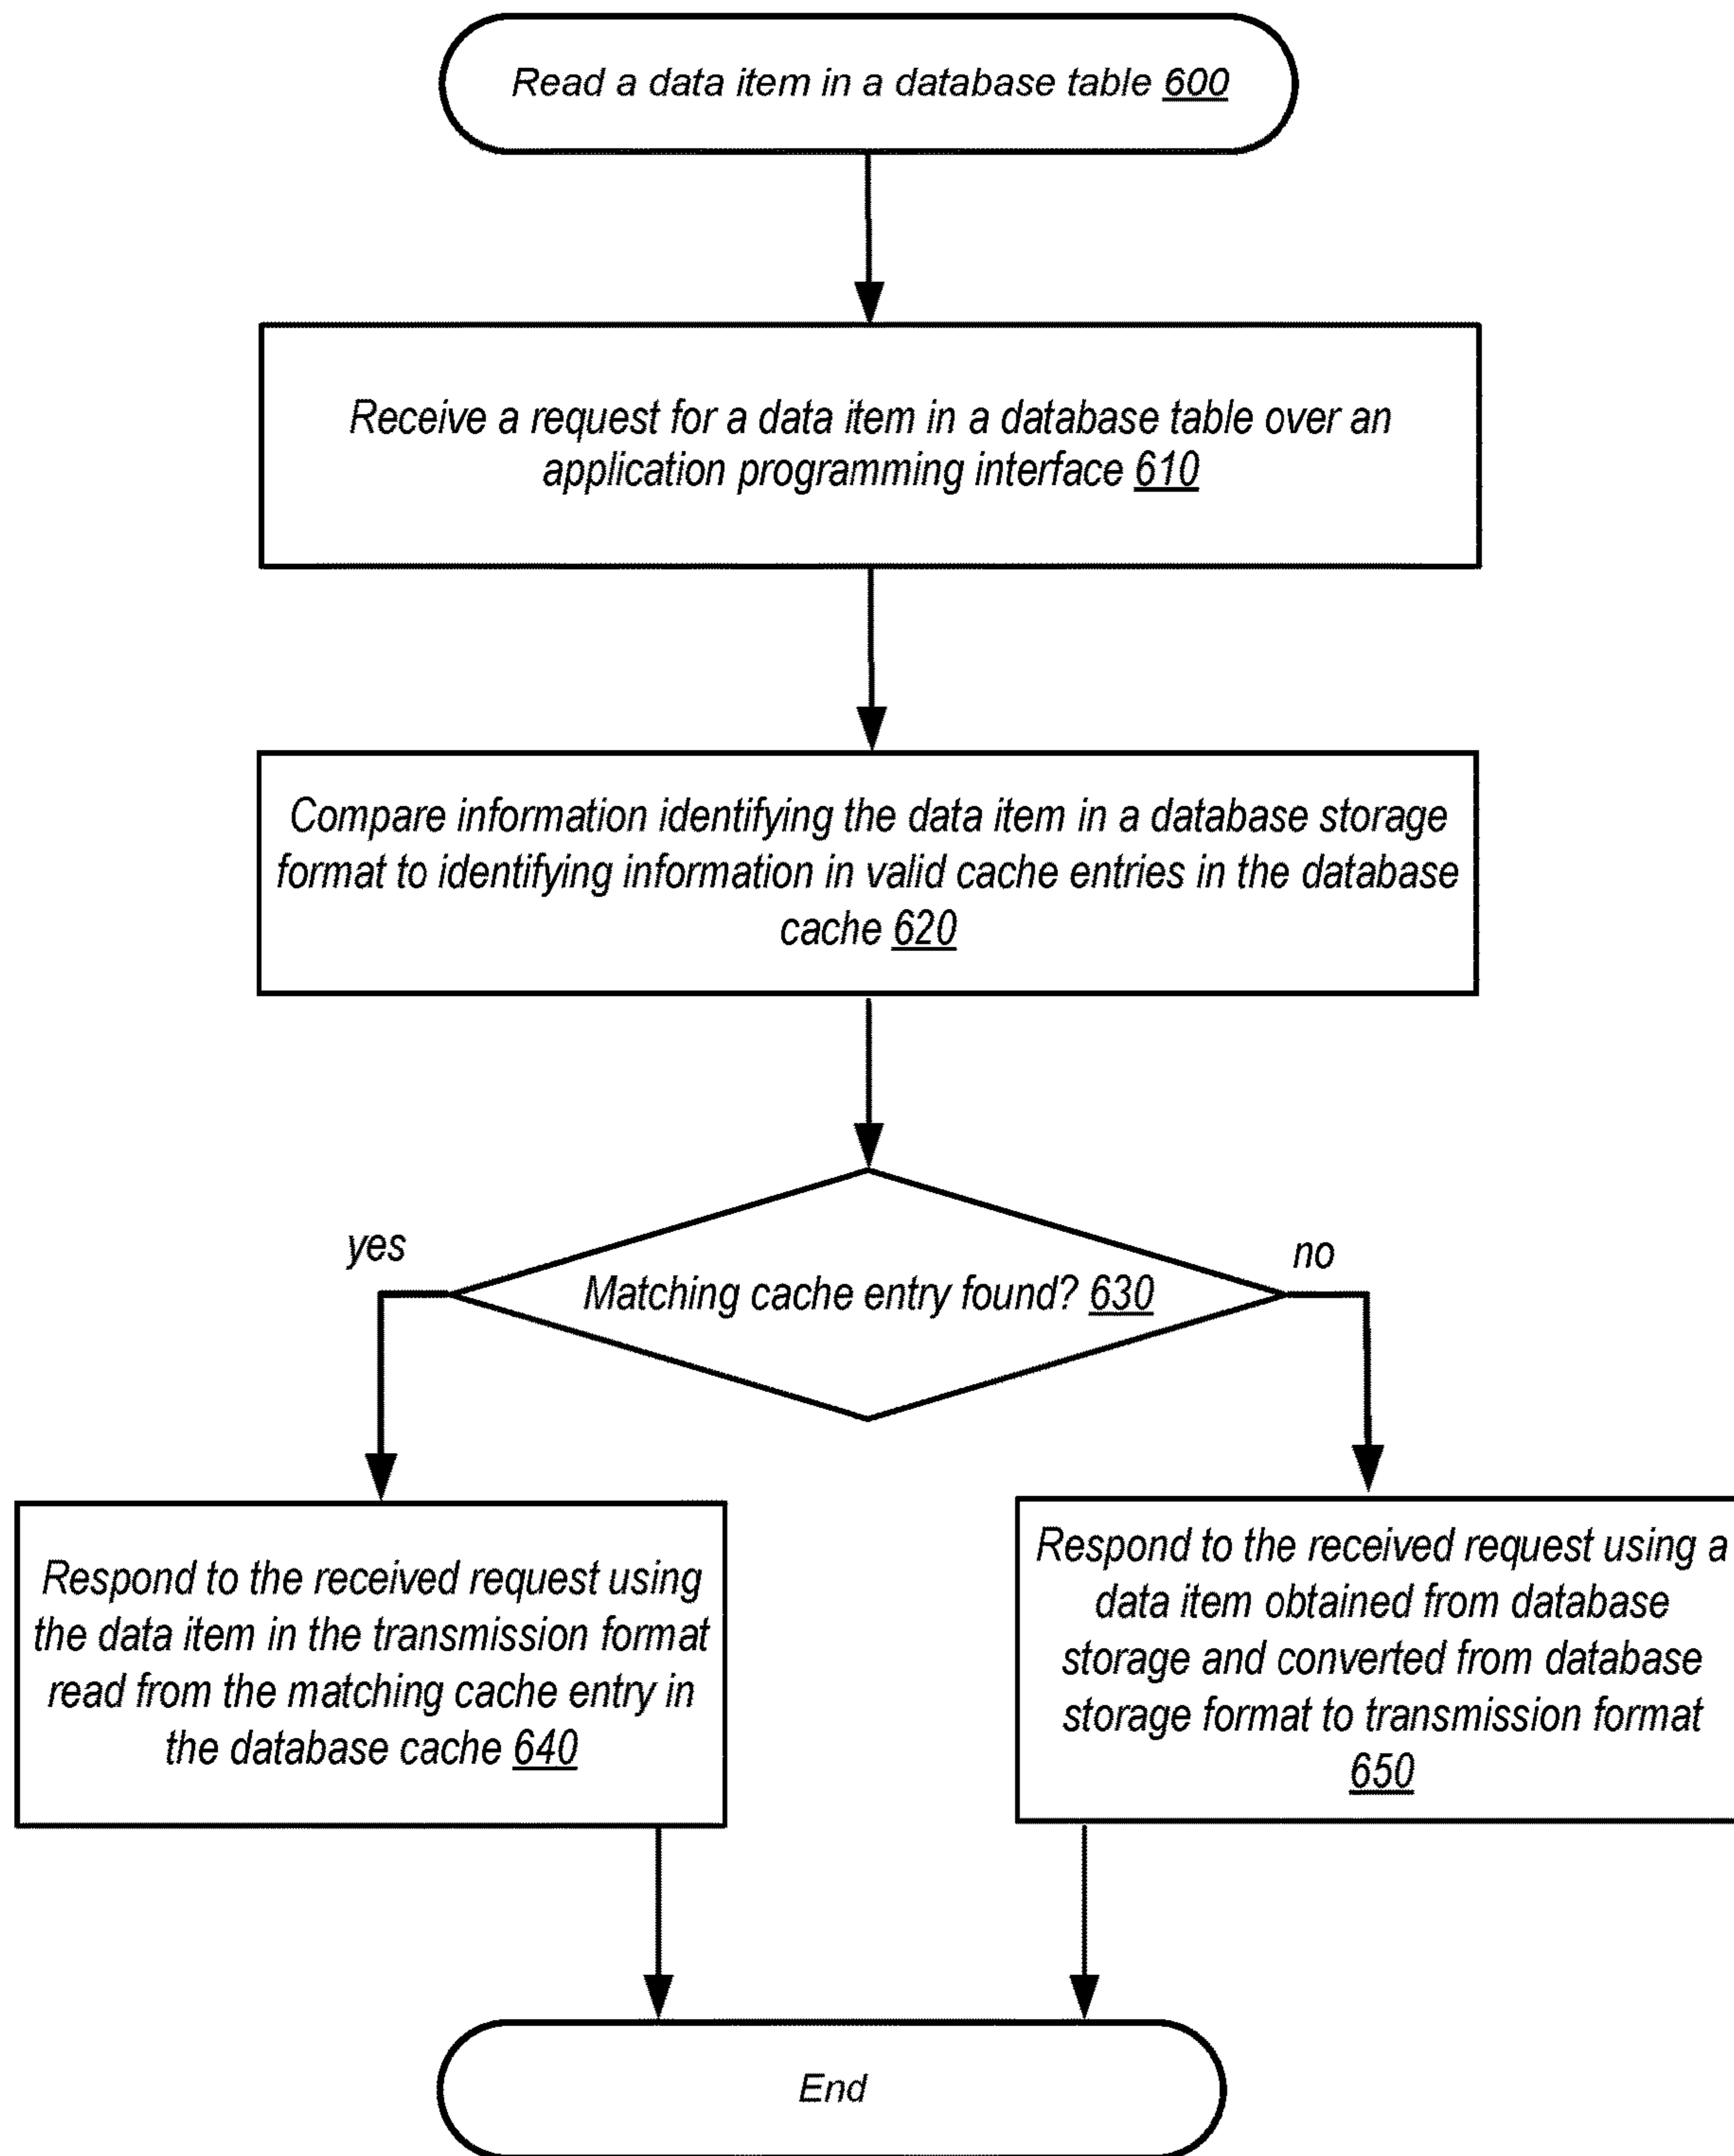 Read a data item in a database table 600
Receive a request for a data item in a database table over an
application programming interface 610
Compare information identifying the data item in a database storage
format to identifying information in valid cache entries in the database
cache 620
yes
no
Matching cache entry found? 630
Respond to the received request using
the data item in the transmission format
read from the matching cache entry in
the database cache 640
Respond to the received request using a
data item obtained from database
storage and converted from database
storage format to transmission format
650
End